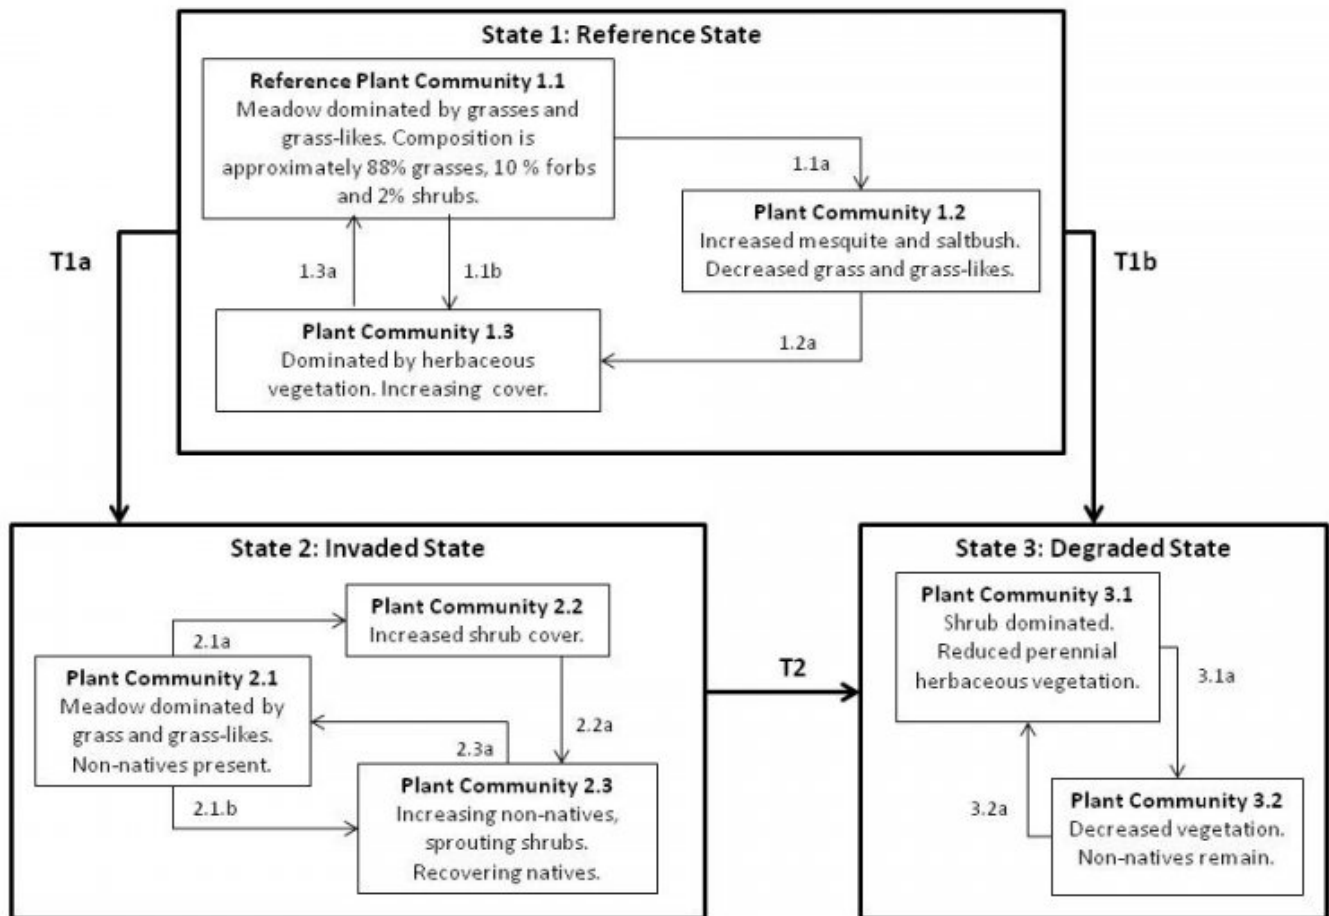 State 1: Reference State
Reference Plant Community 1.1
Meadow dominated by grasses and
grass-likes. Composition is
approximately 88% grasses, 10 % forbs
and 2% shrubs.
1.1a
Plant Community 1.2
Increased mesquite and saltbush.
Decreased grass and grass-likes.
T1a
T1b
1.3a
1.1b
Plant Community 1.3
Dominated by herbaceous
vegetation. Increasing cover.
1.2a
State 2: Invaded State
Plant Community 2.2
Increased shrub cover.
2.1a
Plant Community 2.1
Meadow dominated by
grass and grass-likes.
Non-natives present.
2.2a
2.3a
2.1.b
Plant Community 2.3
Increasing non-natives,
sprouting shrubs.
Recovering natives.
T2
State 3: Degraded State
Plant Community 3.1
Shrub dominated.
Reduced perennial
herbaceous vegetation.
3.1a
3.2a
Plant Community 3.2
Decreased vegetation.
Non-natives remain.